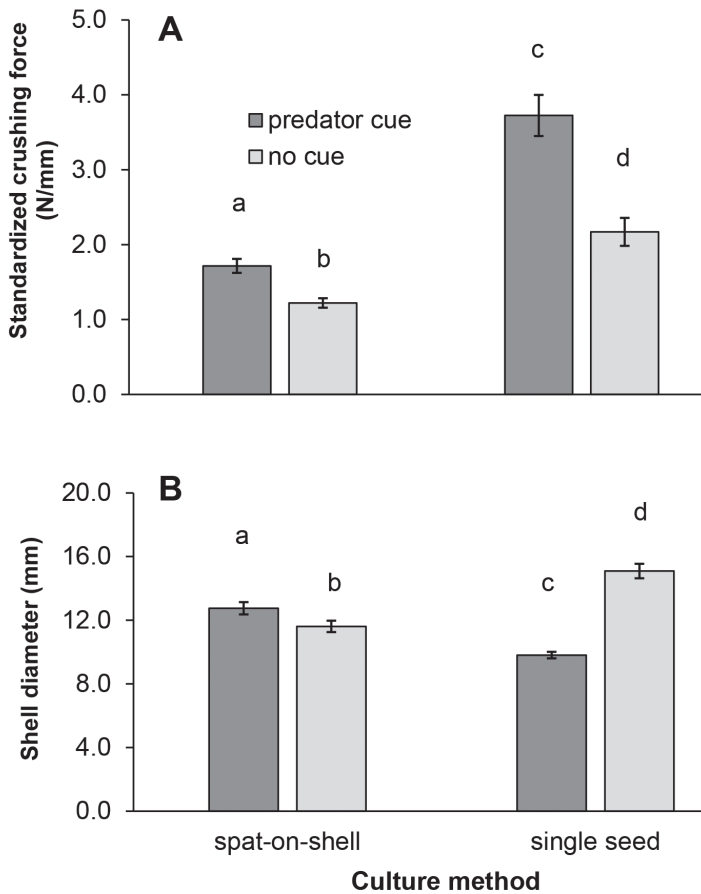 A
Standardized crushing force
(N/mm)
5.0
4.0
3.0
2.0
1.0
0.0
predator cue
no cue
a
b
c
d
B
Shell diameter (mm)
20.0
16.0
12.0
8.0
4.0
0.0
a
b
c
d
spat-on-shell
single seed
Culture method